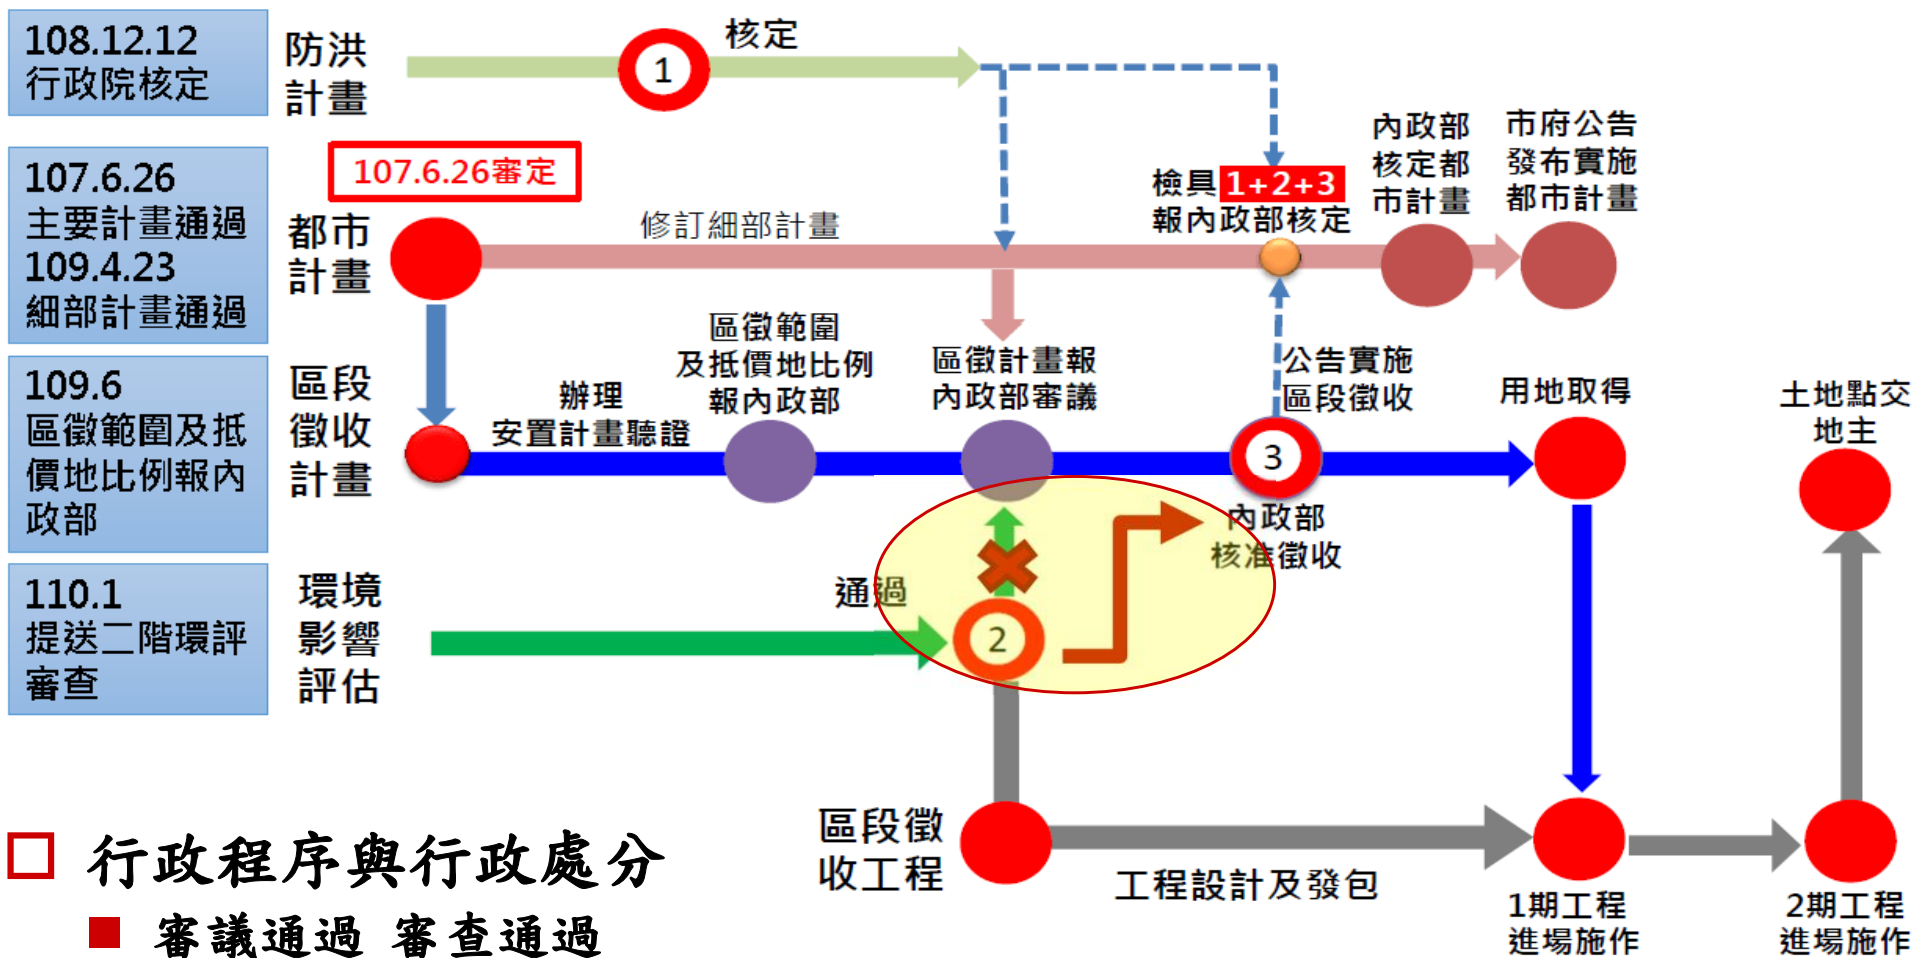 108.12.12
行政院核定
防洪
計畫
1
核定
107.6.26
主要計畫通過
109.4.23
細部計畫通過
107.6.26審定
都市
計畫
修訂細部計畫
檢具1+2+3
報內政部核定
內政部
核定都
市計畫
市府公告
發布實施
都市計畫
109.6
區徵範圍及抵
價地比例報內
政部
區段
徵收
計畫
辦理
安置計畫聽證
區徵範圍
及抵價地比例
報內政部
區徵計畫報
內政部審議
公告實施
區段徵收
3
內政部
核准徵收
用地取得
土地點交
地主
110.1
提送二階環評
審查
環境
影響
評估
通過
2
區段徵
收工程
工程設計及發包
1期工程
進場施作
2期工程
進場施作
行政程序與行政處分
審議通過 審查通過